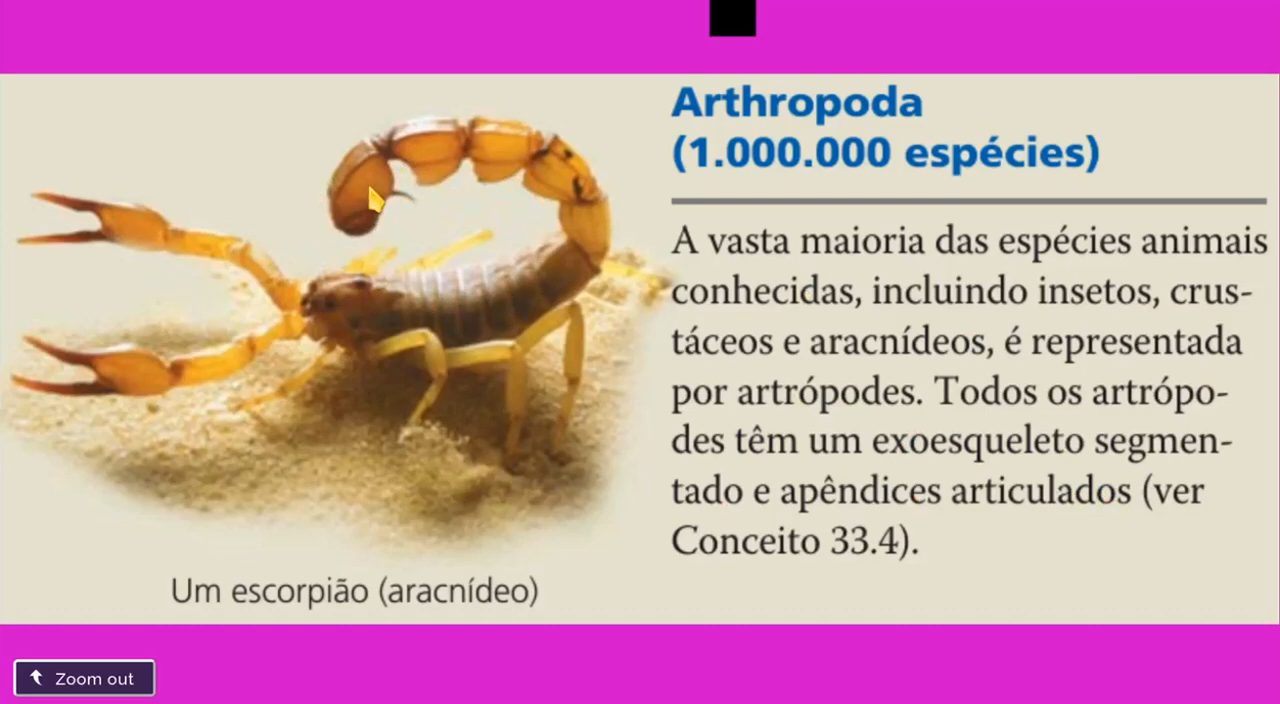 Arthropoda
(1.000.000 espécies)
A vasta maioria das espécies animais
conhecidas, incluindo insetos, crus-
táceos e aracnídeos, é representada
por artrópodes. Todos os artrópo-
des têm um exoesqueleto segmen-
tado e apêndices articulados (ver
Conceito 33.4).
Um escorpião (aracnídeo)
Zoom out